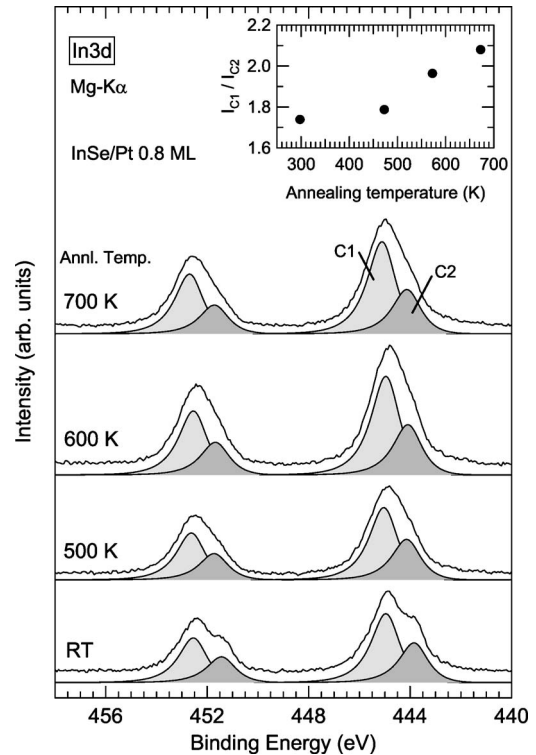 In3d
Mg-Kα
InSe/Pt 0.8 ML
I_C1 / I_C2
2.2
2.0
1.8
1.6
300 400 500 600 700
Annealing temperature (K)
Annl. Temp.
700 K
C1
C2
600 K
500 K
RT
Intensity (arb. units)
456 452 448 444 440
Binding Energy (eV)